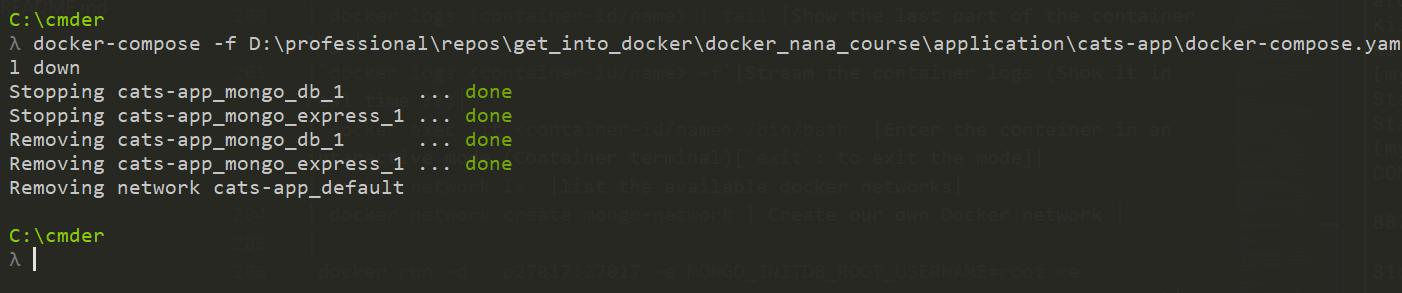 C:\cmder
λ docker-compose -f D:\professional\repos\get_into_docker\docker_nana_course\application\cats-app\docker-compose.yam
l down
Stopping cats-app_mongo_db_1      ... done
Stopping cats-app_mongo_express_1 ... done
Removing cats-app_mongo_db_1      ... done
Removing cats-app_mongo_express_1 ... done
Removing network cats-app_default
C:\cmder
λ